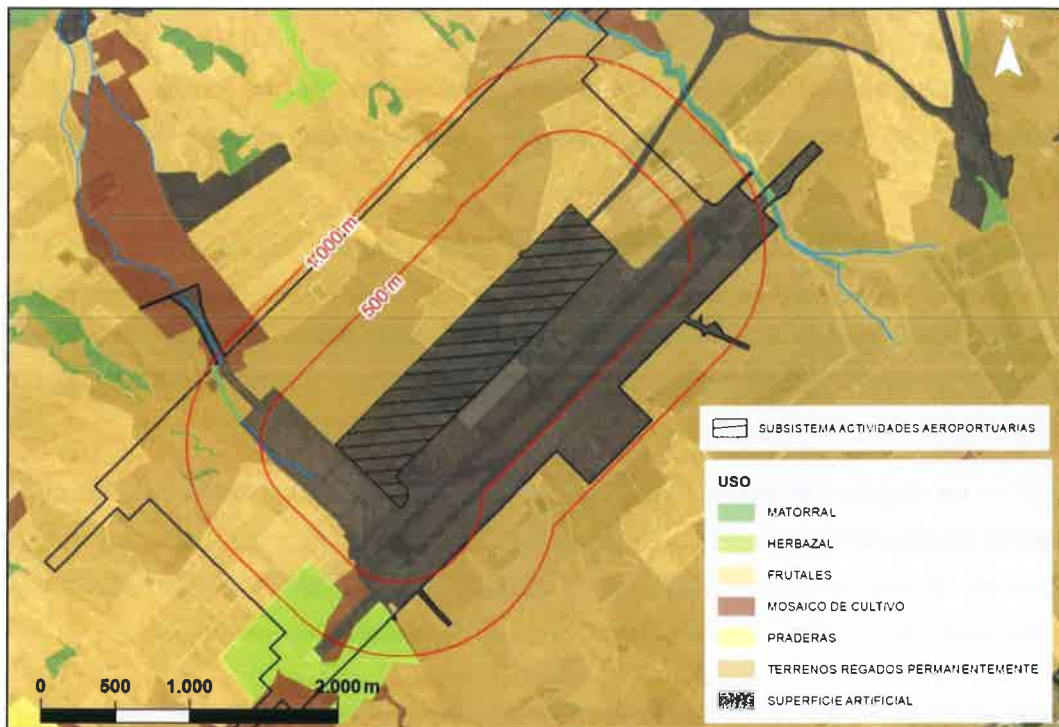 N
1.000 m
500 m
SUBSISTEMA ACTIVIDADES AEROPORTUARIAS
USO
MATORRAL
HERBAZAL
FRUTALES
MOSAICO DE CULTIVO
PRADERAS
TERRENOS REGADOS PERMANENTEMENTE
SUPERFICIE ARTIFICIAL
0 500 1.000 2.000 m